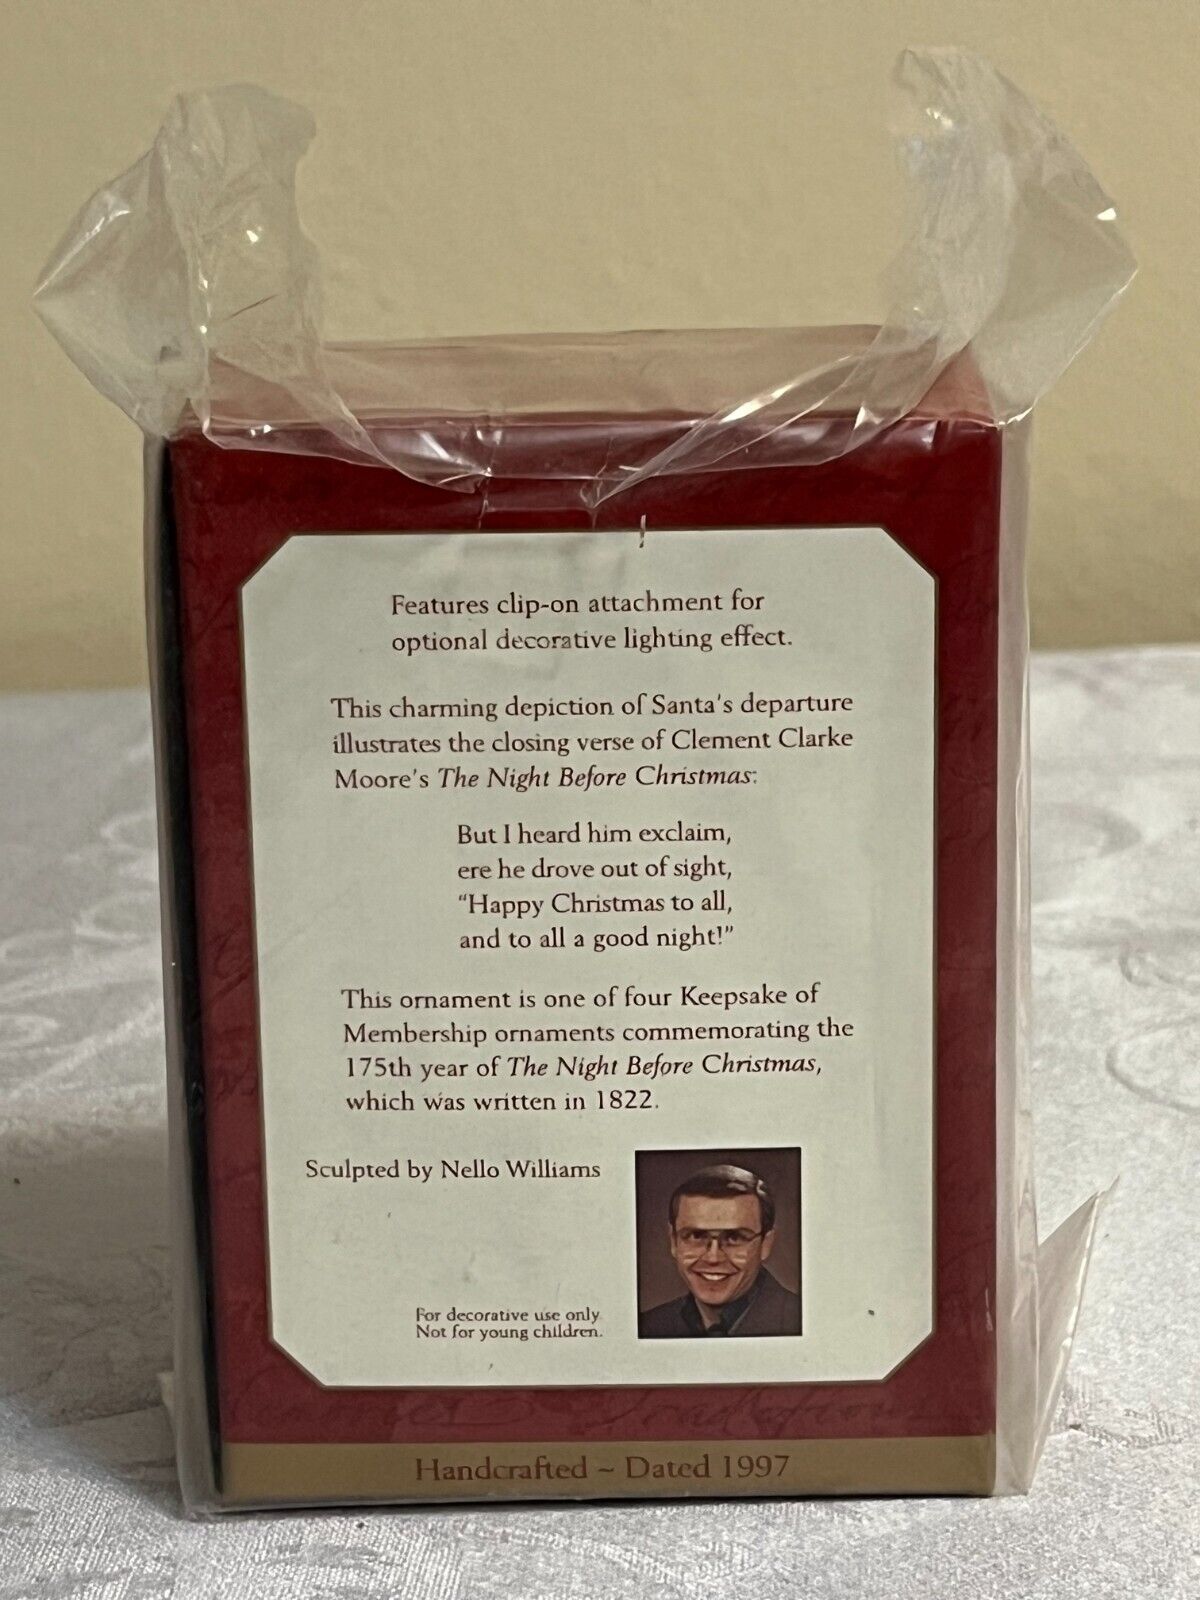 Features clip-on attachment for
optional decorative lighting effect.
This charming depiction of Santa's departure
illustrates the closing verse of Clement Clarke
Moore's The Night Before Christmas:
But I heard him exclaim,
ere he drove out of sight,
“Happy Christmas to all,
and to all a good night!”
This ornament is one of four Keepsake of
Membership ornaments commemorating the
175th year of The Night Before Christmas,
which was written in 1822.
Sculpted by Nello Williams
For decorative use only.
Not for young children.
Traditions
Handcrafted ~ Dated 1997